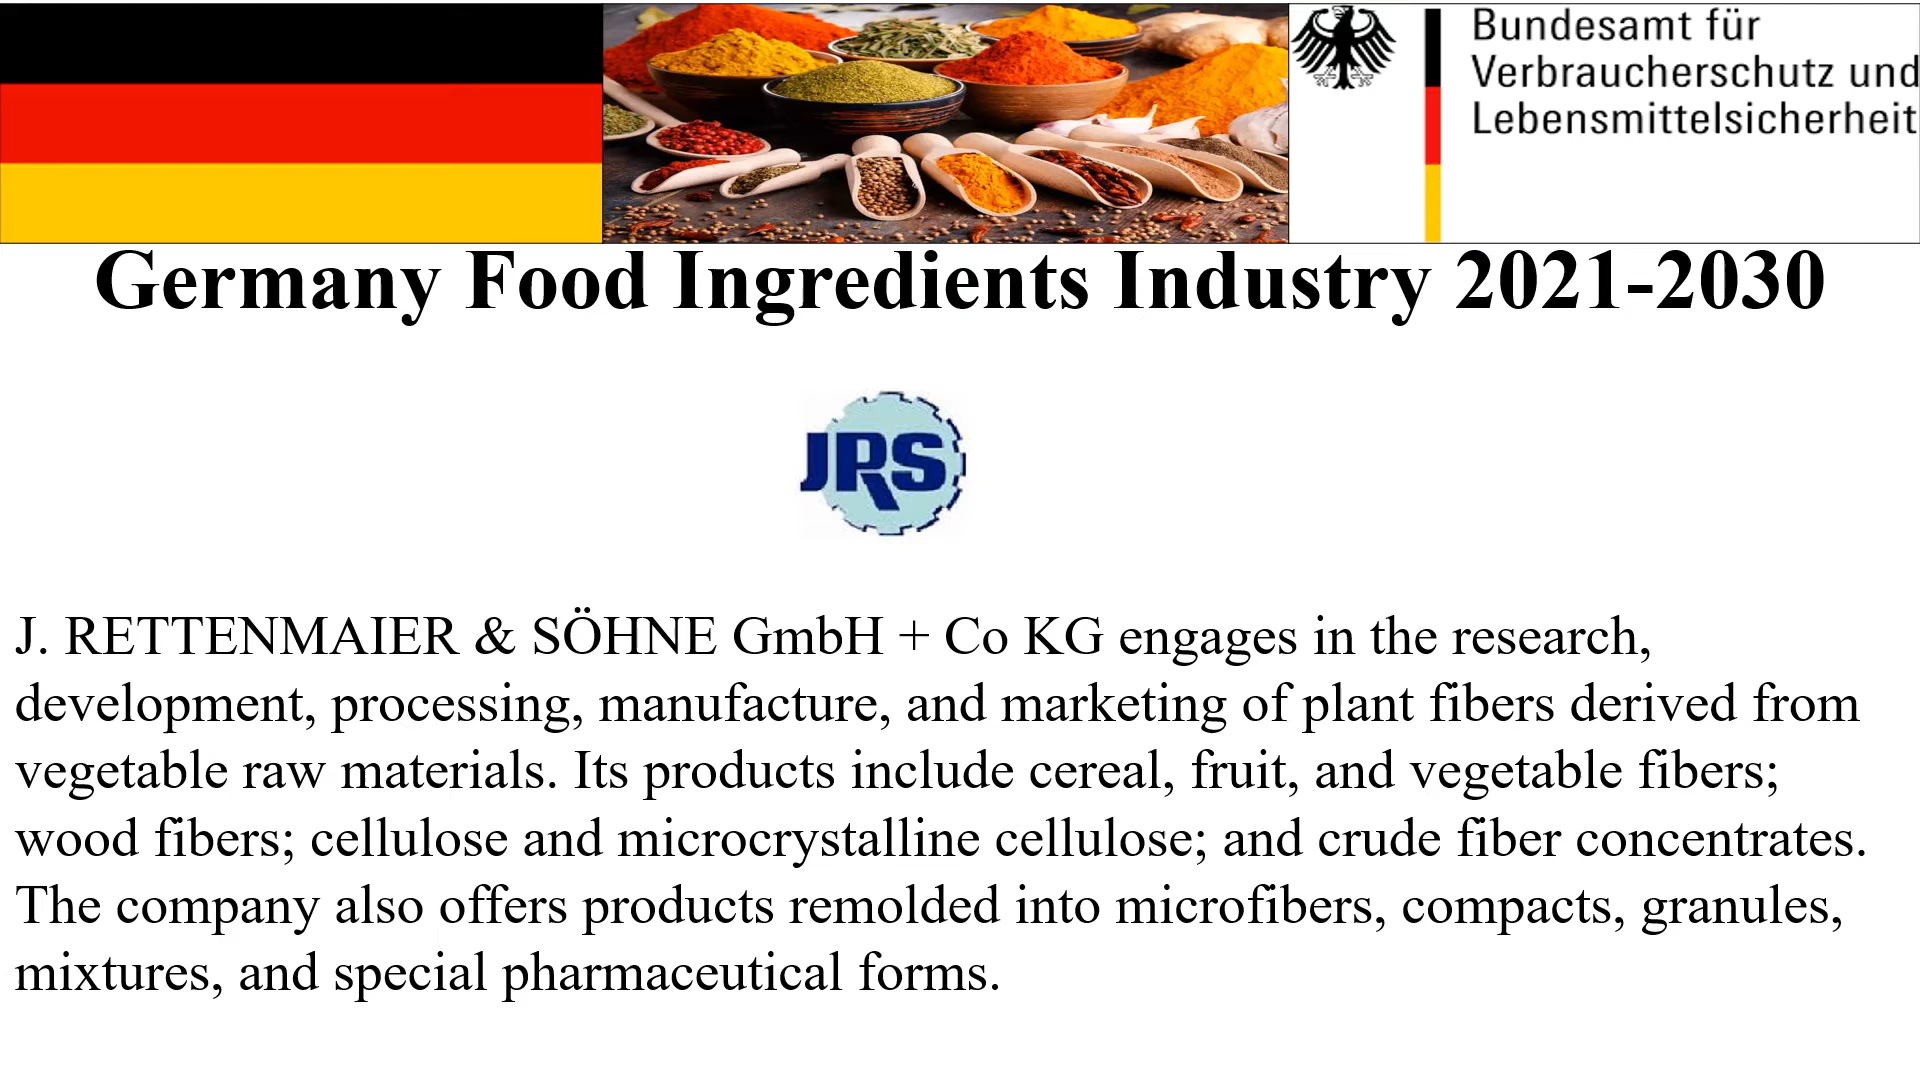 Bundesamt für
Verbraucherschutz und
Lebensmittelsicherheit
Germany Food Ingredients Industry 2021-2030
JRS
J. RETTENMAIER & SÖHNE GmbH + Co KG engages in the research,
development, processing, manufacture, and marketing of plant fibers derived from
vegetable raw materials. Its products include cereal, fruit, and vegetable fibers;
wood fibers; cellulose and microcrystalline cellulose; and crude fiber concentrates.
The company also offers products remolded into microfibers, compacts, granules,
mixtures, and special pharmaceutical forms.